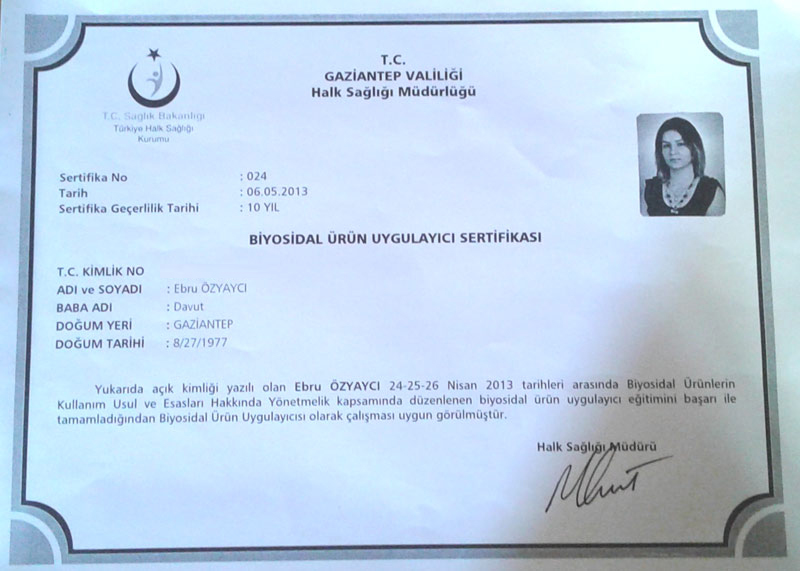 T.C.
GAZİANTEP VALİLİĞİ
Halk Sağlığı Müdürlüğü
T.C. Sağlık Bakanlığı
Türkiye Halk Sağlığı
Kurumu
Sertifika No : 024
Tarih : 06.05.2013
Sertifika Geçerlilik Tarihi : 10 YIL
BİYOSİDAL ÜRÜN UYGULAYICI SERTİFİKASI
T.C. KİMLİK NO
ADI ve SOYADI : Ebru ÖZYAYCI
BABA ADI : Davut
DOĞUM YERİ : GAZİANTEP
DOĞUM TARİHİ : 8/27/1977
Yukarıda açık kimliği yazılı olan Ebru ÖZYAYCI 24-25-26 Nisan 2013 tarihleri arasında Biyosidal Ürünlerin
Kullanım Usul ve Esasları Hakkında Yönetmelik kapsamında düzenlenen biyosidal ürün uygulayıcı eğitimini başarı ile
tamamladığından Biyosidal Ürün Uygulayıcısı olarak çalışması uygun görülmüştür.
Halk Sağlığı Müdürü